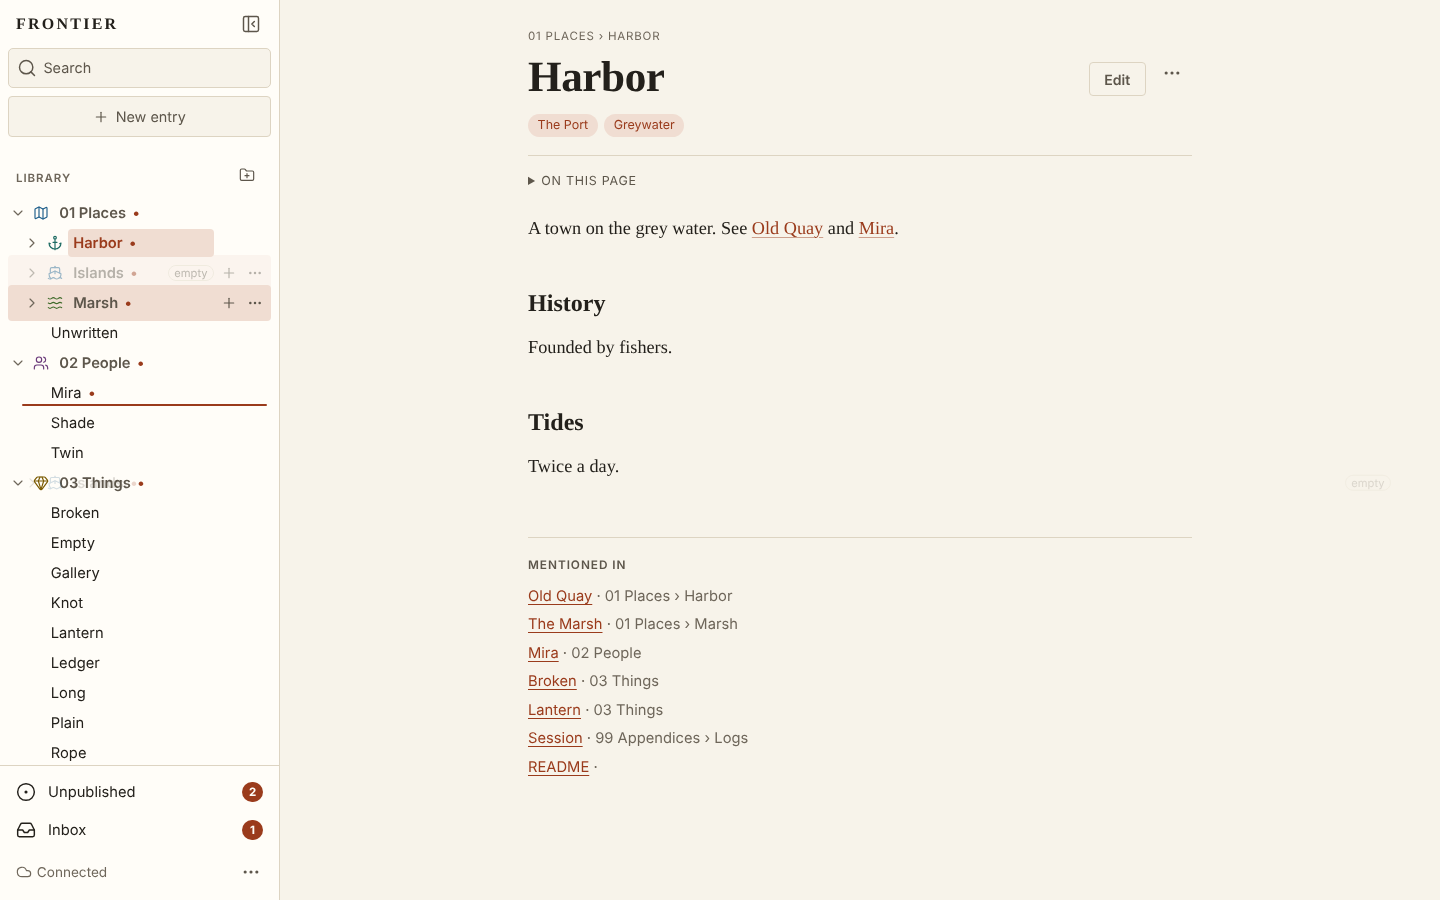 FRONTIER
Search
New entry
LIBRARY
01 Places •
Harbor •
Islands • empty
Marsh •
Unwritten
02 People •
Mira •
Shade
Twin
03 Things •
Broken
Empty
Gallery
Knot
Lantern
Ledger
Long
Plain
Rope
Unpublished 2
Inbox 1
Connected
01 PLACES › HARBOR
Harbor
Edit
The Port Greywater
ON THIS PAGE
A town on the grey water. See Old Quay and Mira.
History
Founded by fishers.
Tides
Twice a day.
empty
MENTIONED IN
Old Quay · 01 Places › Harbor
The Marsh · 01 Places › Marsh
Mira · 02 People
Broken · 03 Things
Lantern · 03 Things
Session · 99 Appendices › Logs
README ·